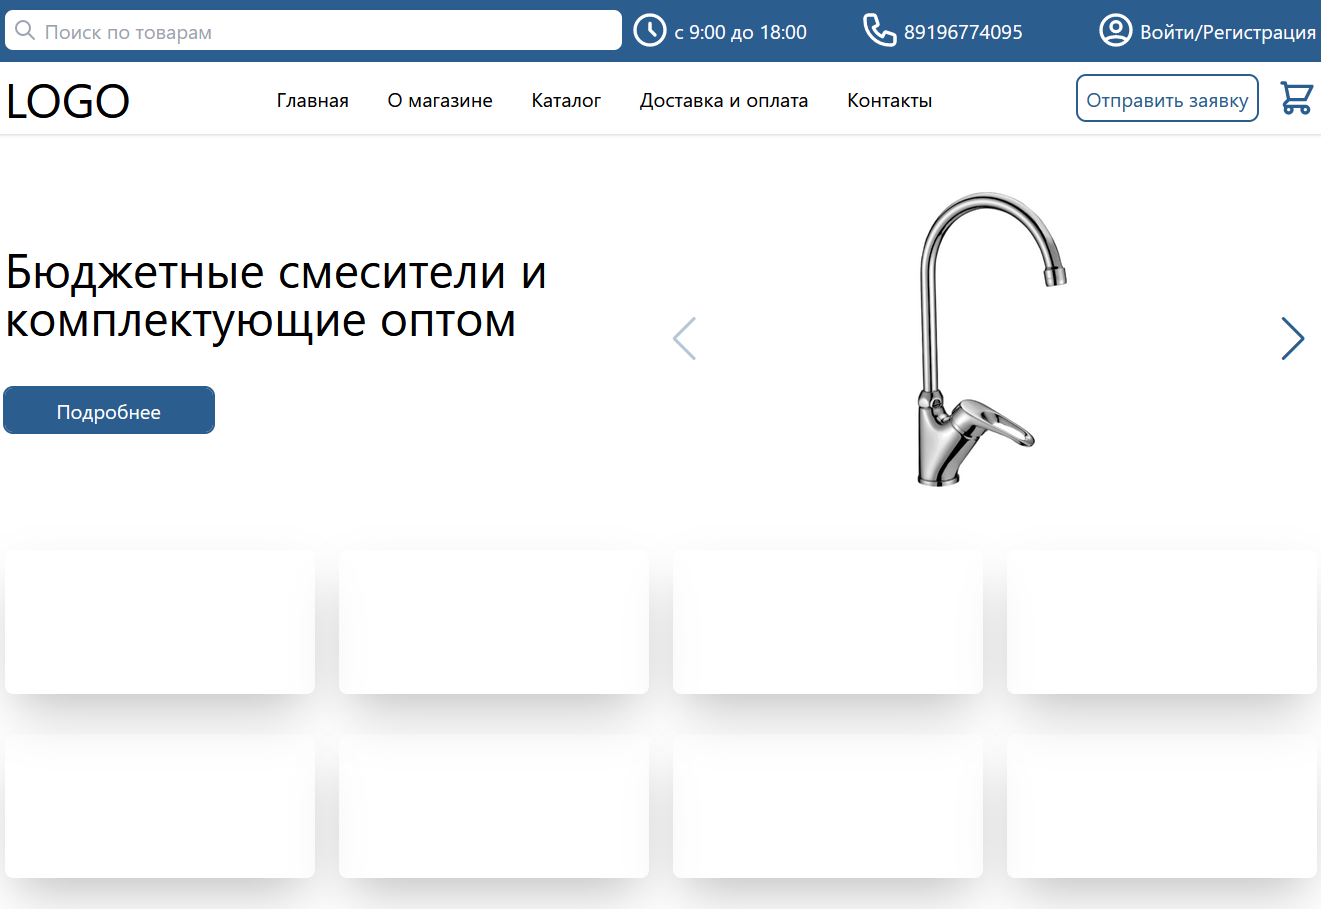 Поиск по товарам
с 9:00 до 18:00
89196774095
Войти/Регистрация
LOGO
Главная
О магазине
Каталог
Доставка и оплата
Контакты
Отправить заявку
Бюджетные смесители и
комплектующие оптом
Подробнее